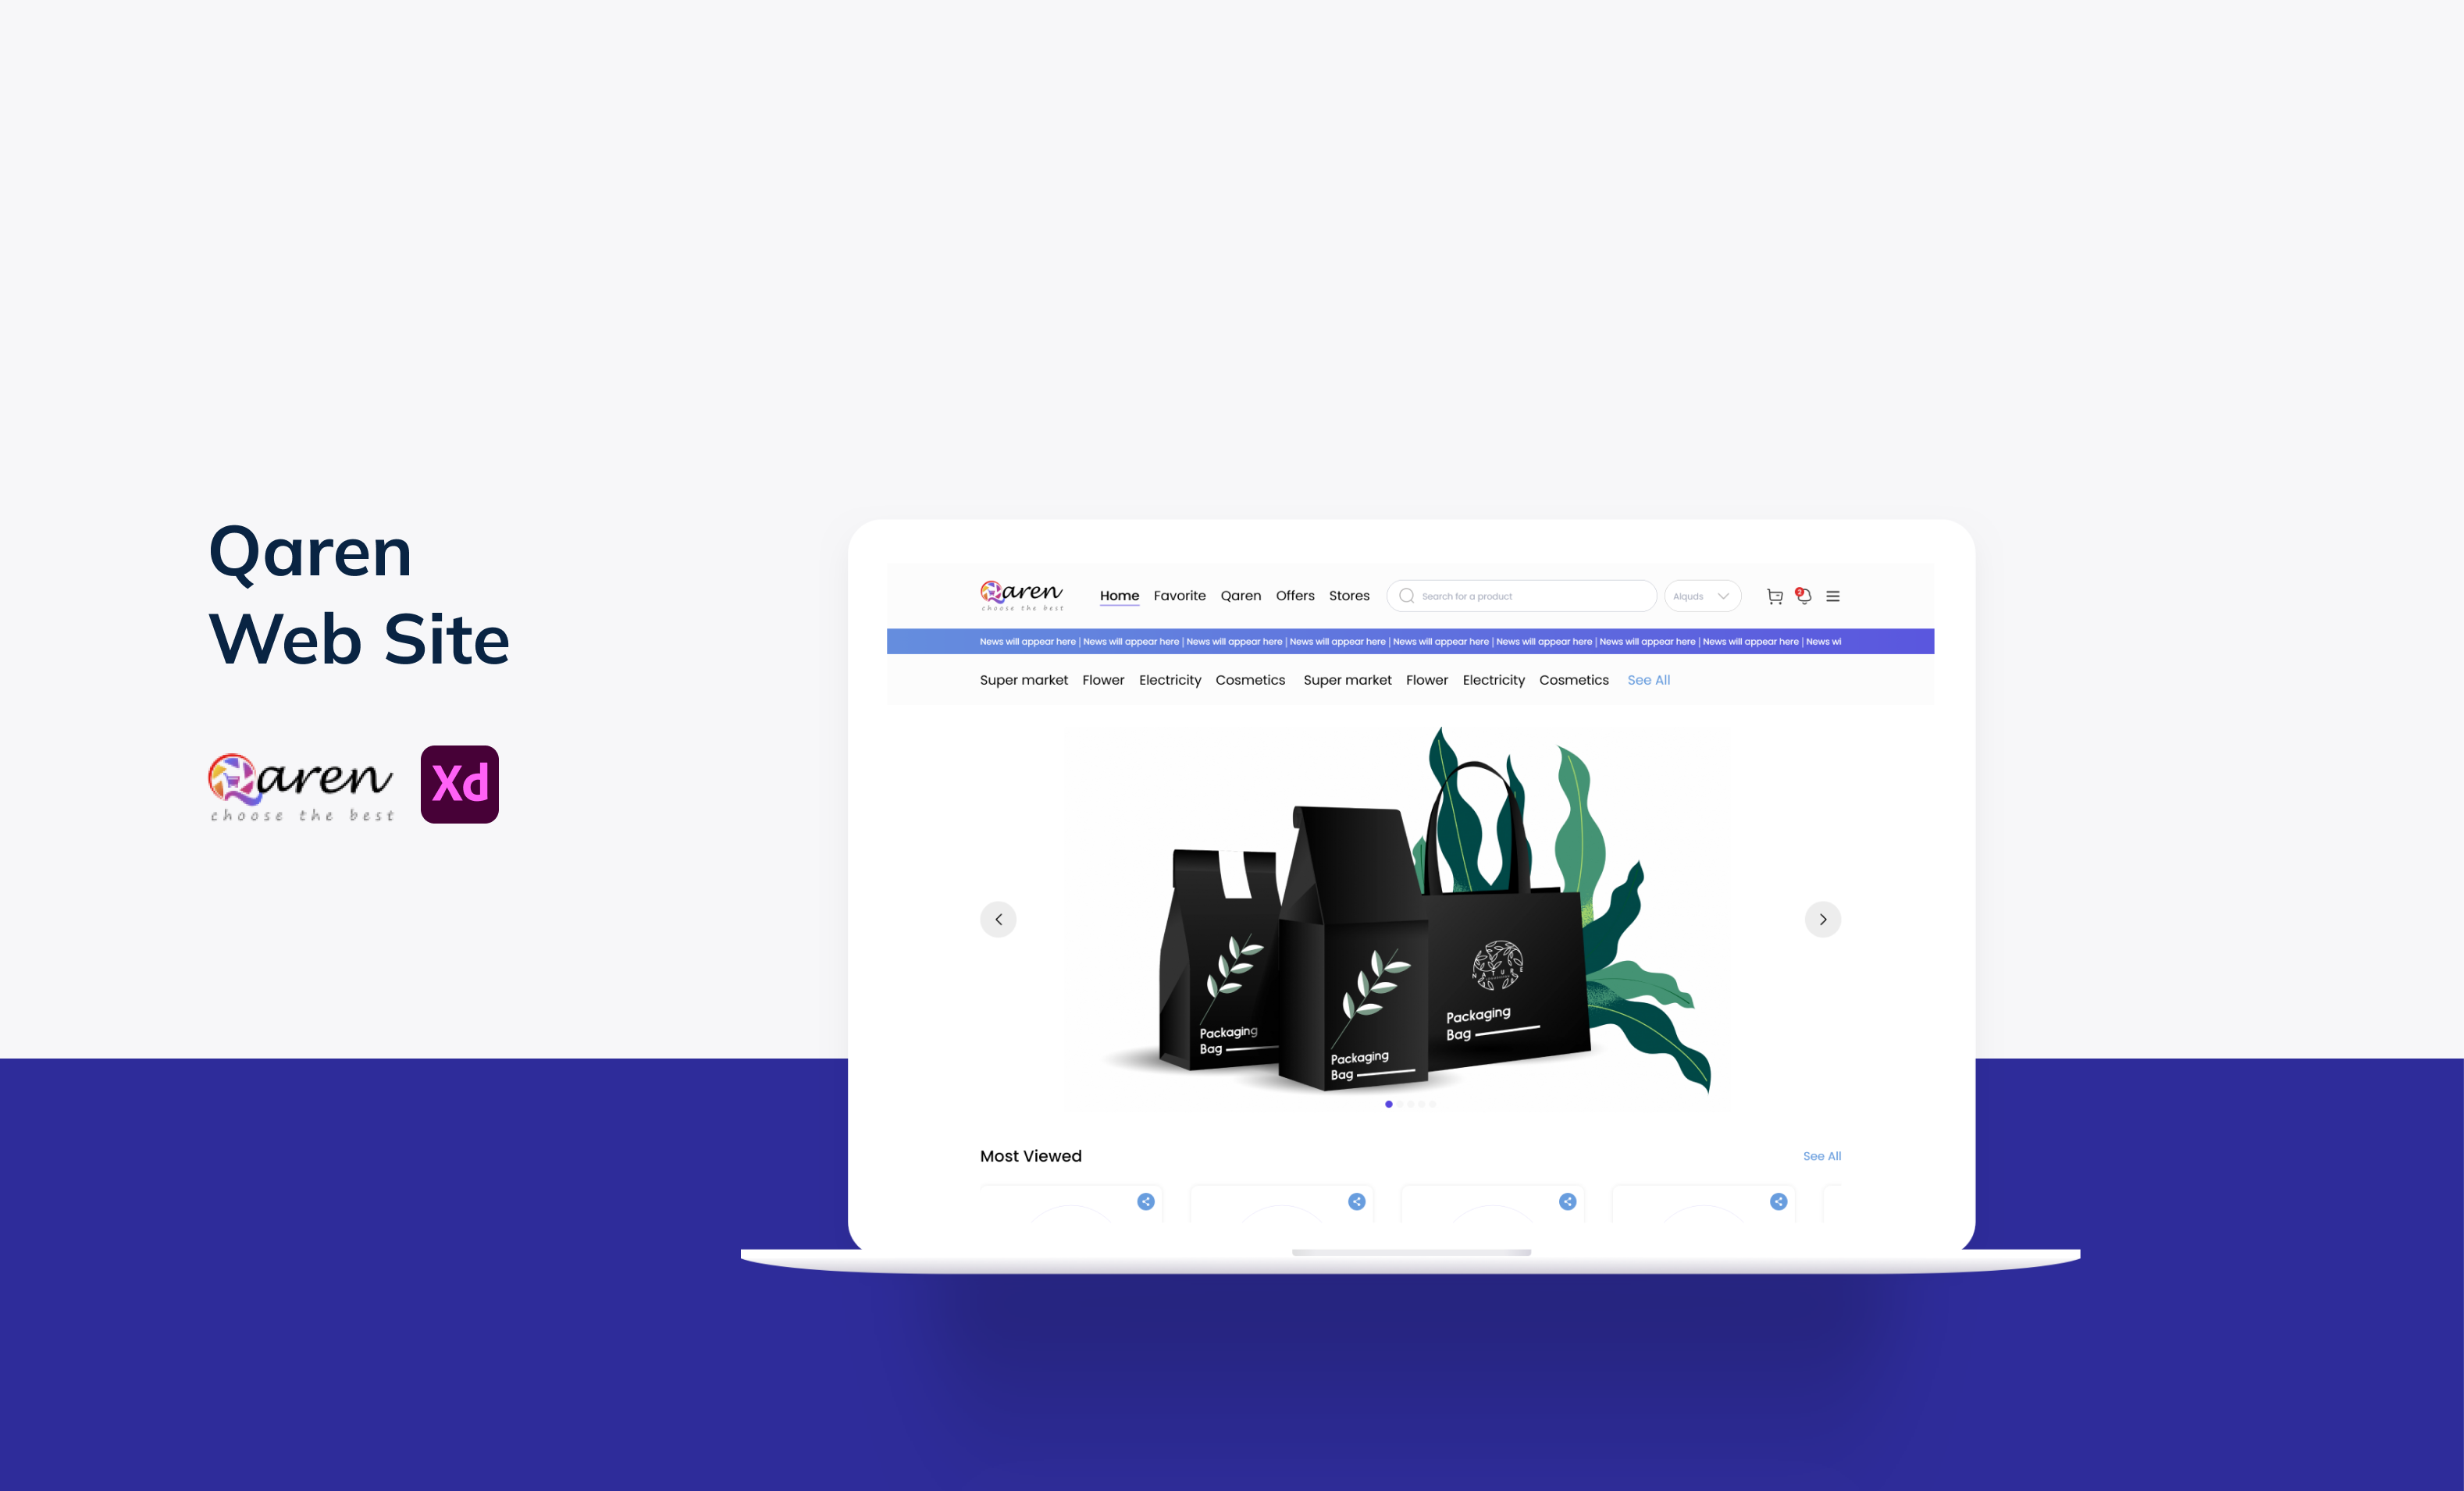 Qaren
Web Site
Qaren
choose the best
Xd
Qaren
choose the best
Home Favorite Qaren Offers Stores Search for a product Alquds 2
News will appear here | News will appear here | News will appear here | News will appear here | News will appear here | News will appear here | News will appear here | News will appear here | News wi
Super market Flower Electricity Cosmetics Super market Flower Electricity Cosmetics See All
Packaging
Bag
Packaging
Bag
NATURE
Packaging
Bag
Most Viewed See All